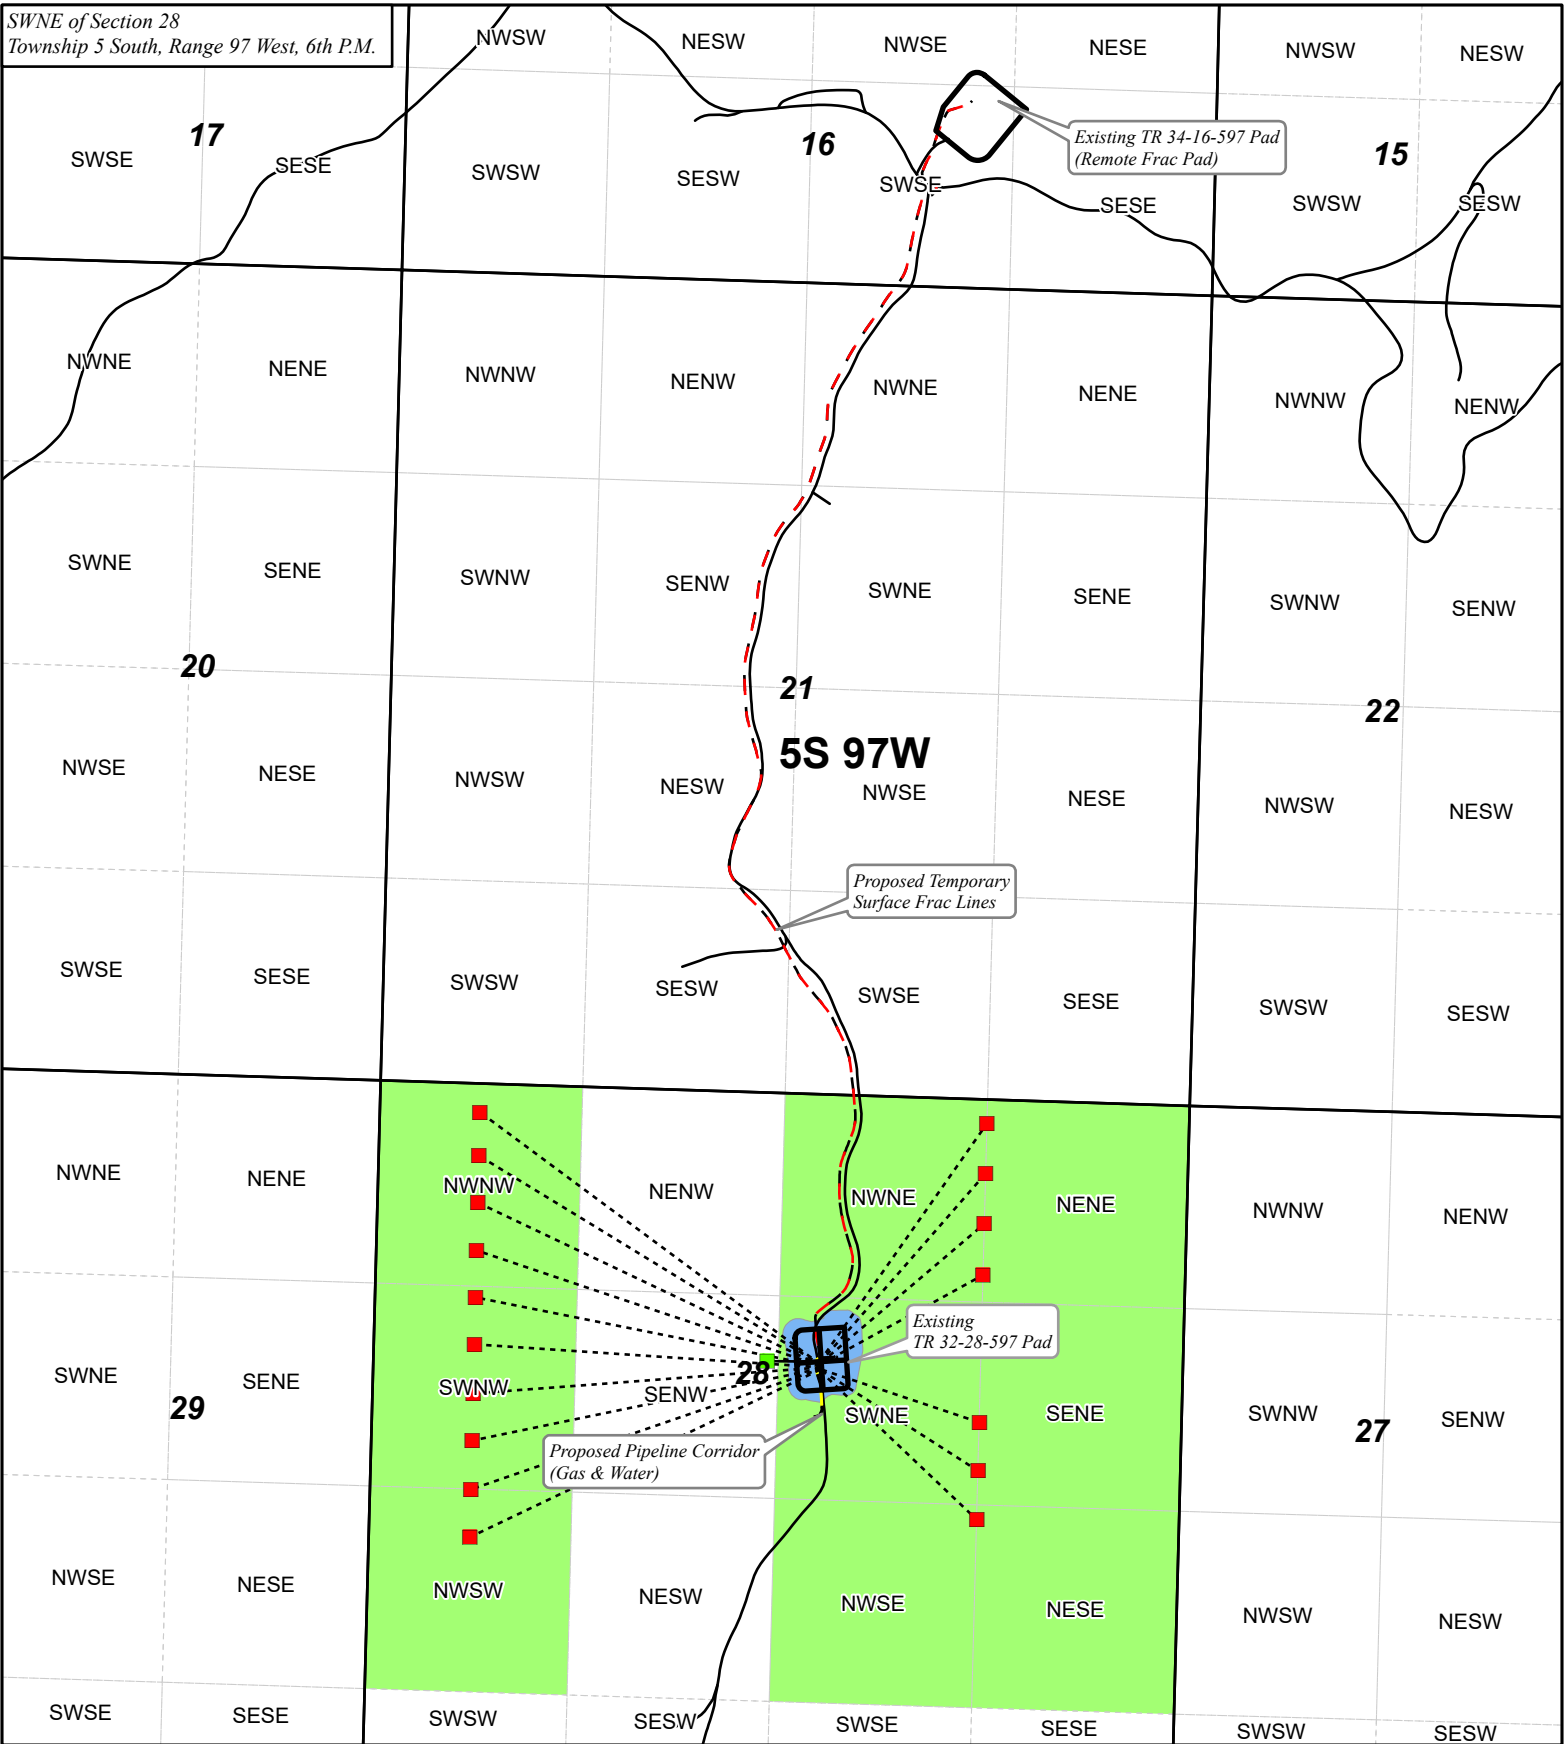 SWNE of Section 28
Township 5 South, Range 97 West, 6th P.M.
NWSW NESW NWSE NESE NWSW NESW
17 16 15
Existing TR 34-16-597 Pad
(Remote Frac Pad)
SWSE SESE SWSW SESW SWSE SESE SWSW SESW
NWNE NENE NWNW NENW NWNE NENE NWNW NENW
SWNE SENE SWNW SENW SWNE SENE SWNW SENW
20 21 22
5S 97W
NWSE NESE NWSW NESW NWSE NESE NWSW NESW
Proposed Temporary
Surface Frac Lines
SWSE SESE SWSW SESW SWSE SESE SWSW SESW
NWNE NENE NWNW NENW NWNE NENE NWNW NENW
Existing
TR 32-28-597 Pad
SWNE SENE SWNW SENW SWNE SENE SWNW SENW
29 28 27
Proposed Pipeline Corridor
(Gas & Water)
NWSE NESE NWSW NESW NWSE NESE NWSW NESW
SWSE SESE SWSW SESW SWSE SESE SWSW SESW